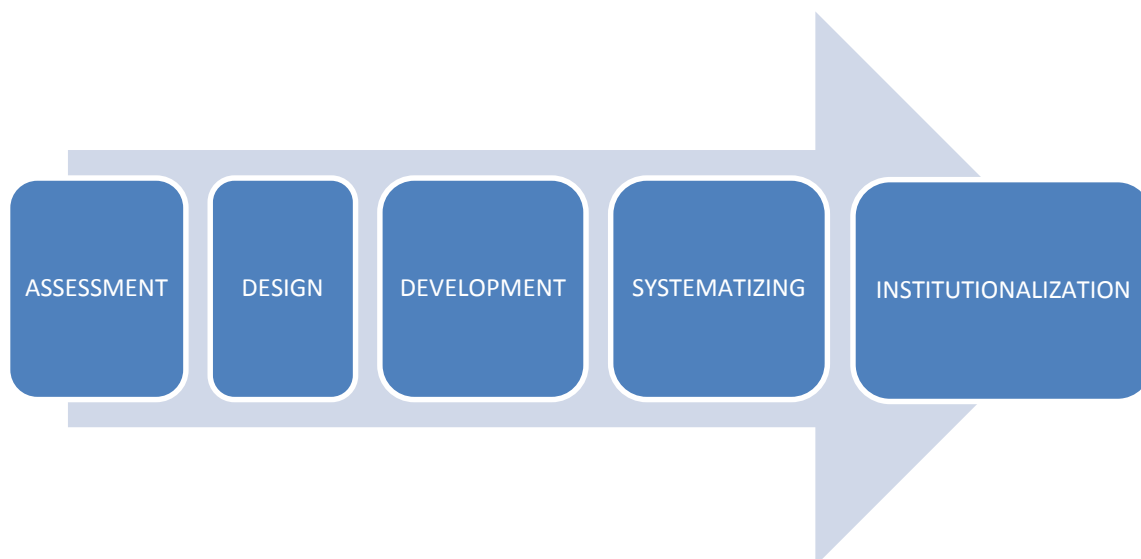 ASSESSMENT
DESIGN
DEVELOPMENT
SYSTEMATIZING
INSTITUTIONALIZATION